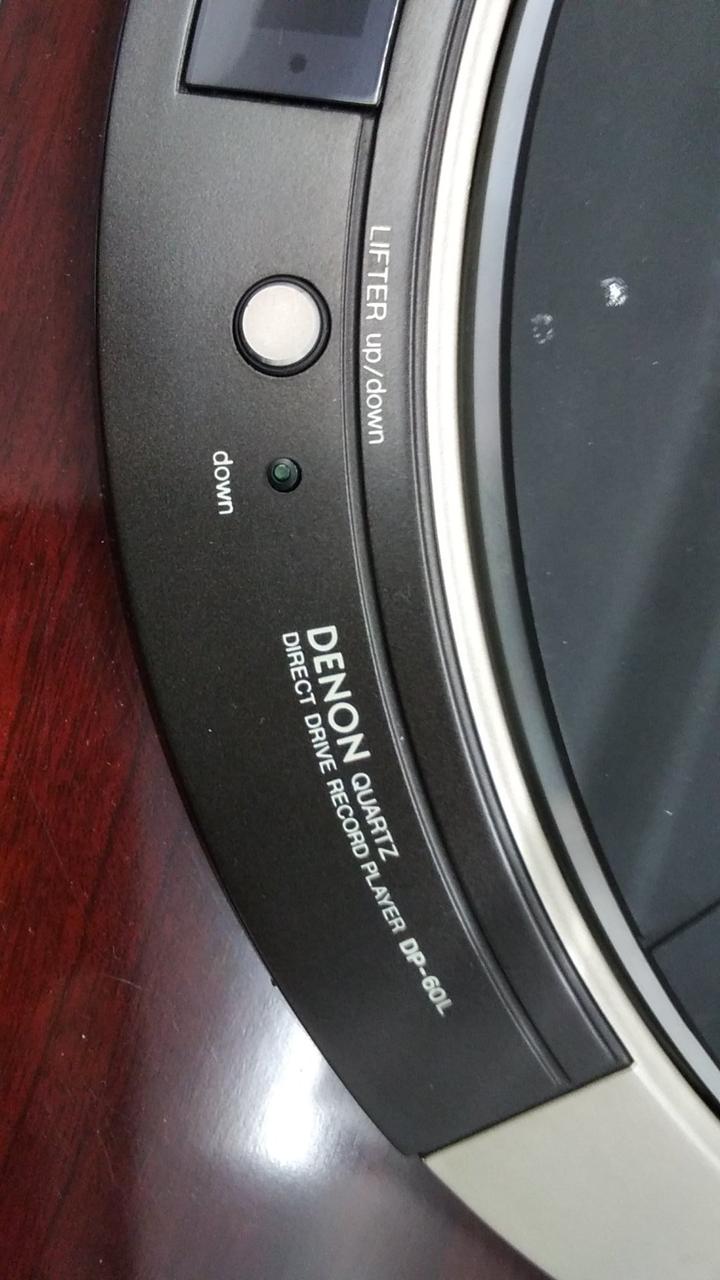 LIFTER up/down
down
DENON QUARTZ
DIRECT DRIVE RECORD PLAYER DP-60L